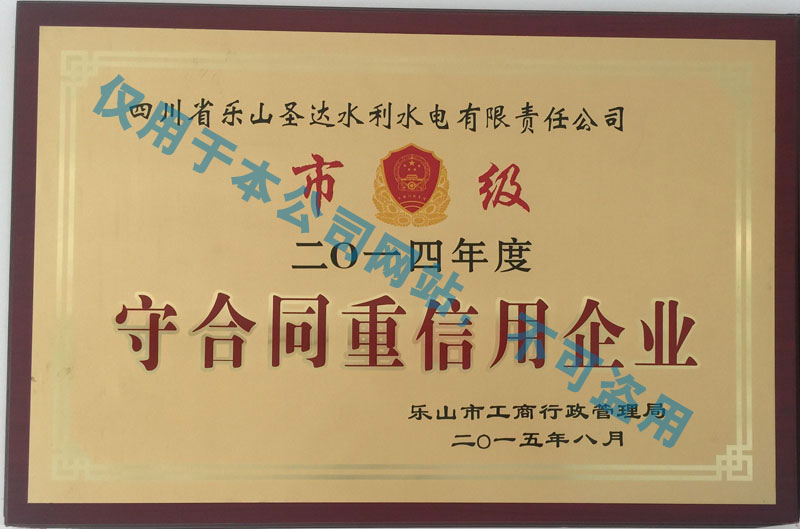 四川省乐山圣达水利水电有限责任公司
市 级
二〇一四年度
守合同重信用企业
乐山市工商行政管理局
二〇一五年八月
仅用于本公司网站，不可盗用